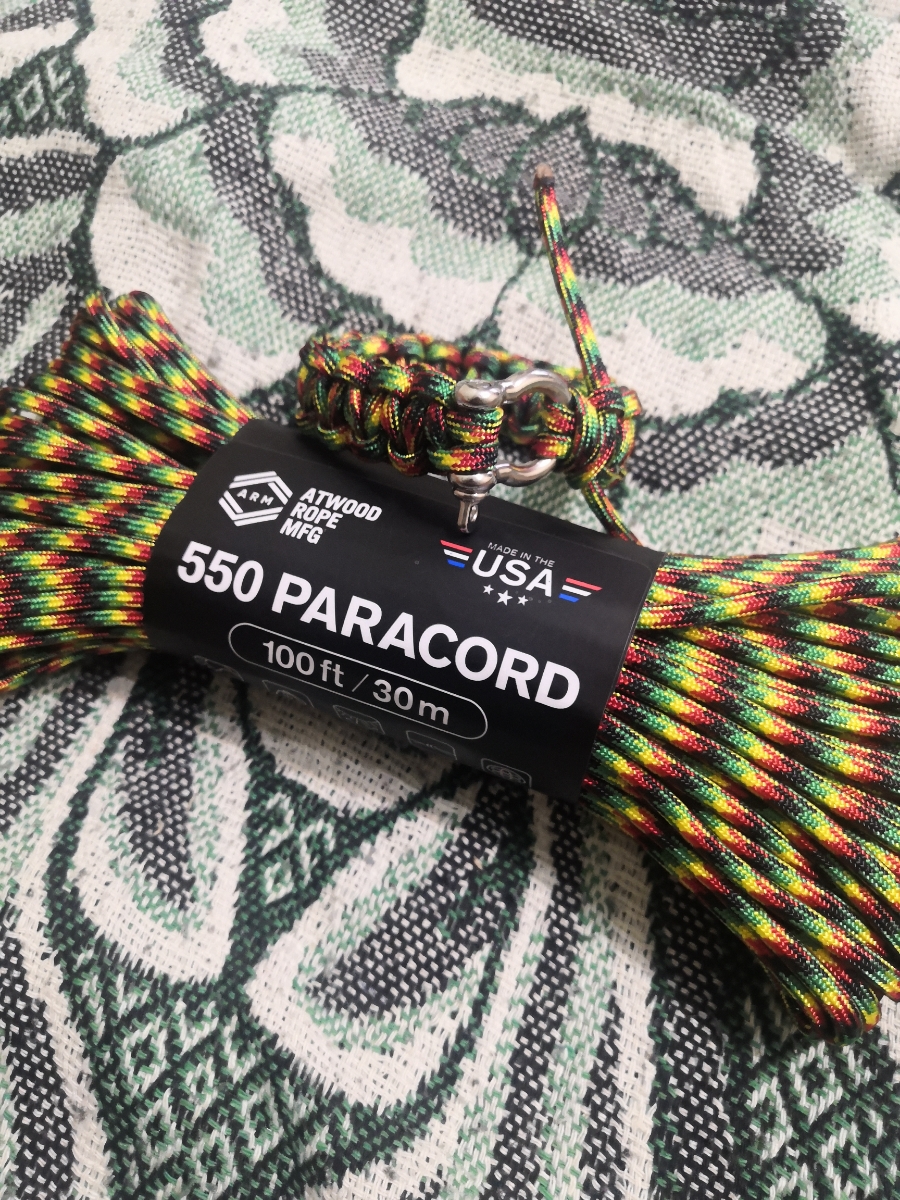 ARM
ATWOOD
ROPE
MFG
MADE IN THE
USA
550 PARACORD
100 ft / 30 m